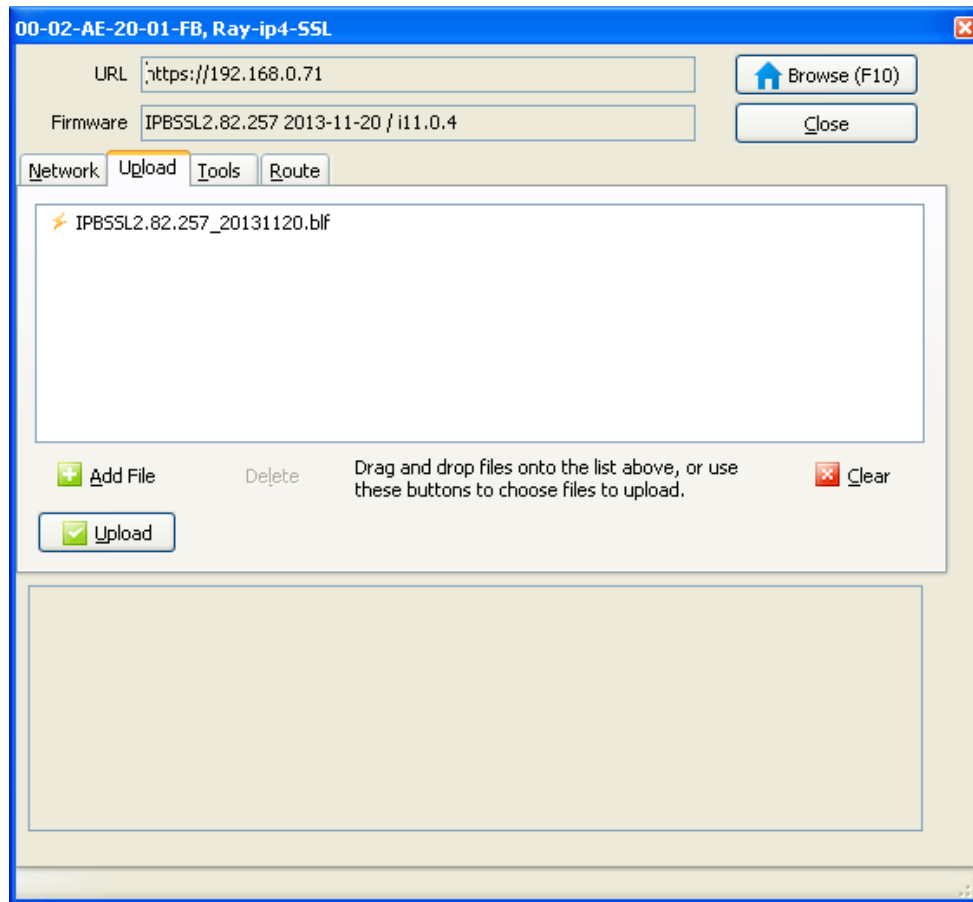 00-02-AE-20-01-FB, Ray-ip4-SSL
URL https://192.168.0.71 Browse (F10)
Firmware IPBSSL2.82.257 2013-11-20 / i11.0.4 Close
Network Upload Tools Route
IPBSSL2.82.257_20131120.blf
Add File Delete Drag and drop files onto the list above, or use
these buttons to choose files to upload. Clear
Upload